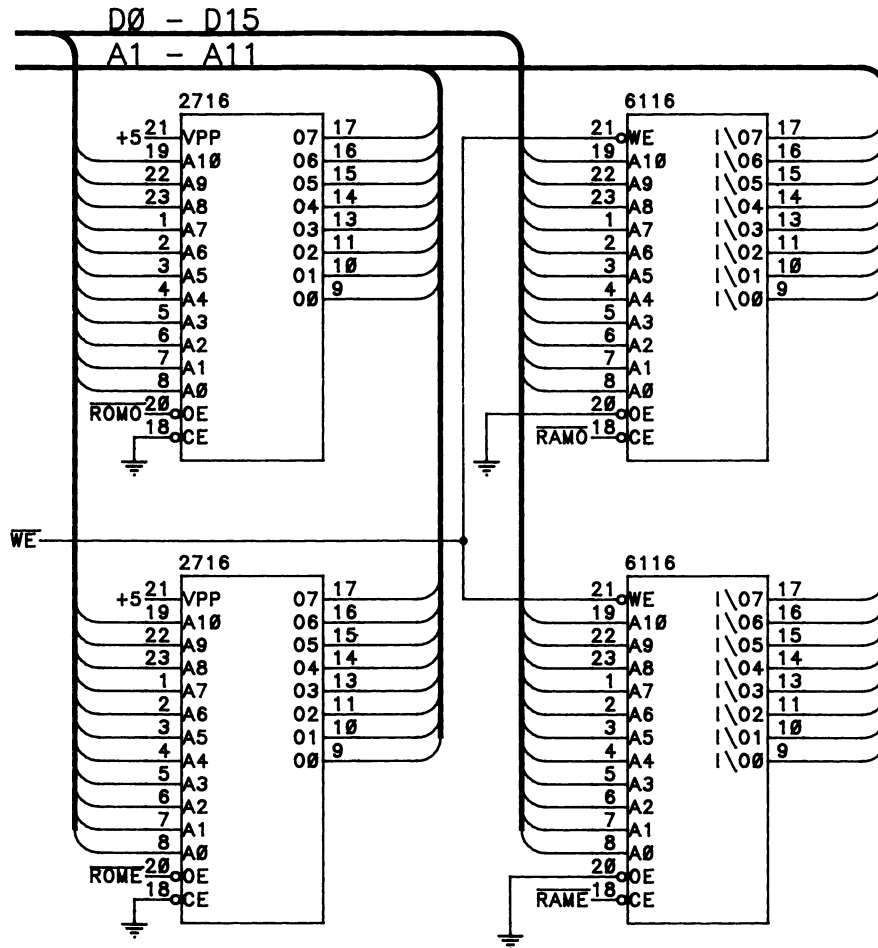 DØ - D15
A1 - A11
2716
+5 21 VPP O7 17
19 A1Ø O6 16
22 A9 O5 15
23 A8 O4 14
1 A7 O3 13
2 A6 O2 11
3 A5 O1 1Ø
4 A4 OØ 9
5 A3
6 A2
7 A1
8 AØ
ROMO 2Ø OE
18 CE
6116
21 WE I\O7 17
19 A1Ø I\O6 16
22 A9 I\O5 15
23 A8 I\O4 14
1 A7 I\O3 13
2 A6 I\O2 11
3 A5 I\O1 1Ø
4 A4 I\OØ 9
5 A3
6 A2
7 A1
8 AØ
2Ø OE
RAMO 18 CE
WE
2716
+5 21 VPP O7 17
19 A1Ø O6 16
22 A9 O5 15
23 A8 O4 14
1 A7 O3 13
2 A6 O2 11
3 A5 O1 1Ø
4 A4 OØ 9
5 A3
6 A2
7 A1
8 AØ
ROME 2Ø OE
18 CE
6116
21 WE I\O7 17
19 A1Ø I\O6 16
22 A9 I\O5 15
23 A8 I\O4 14
1 A7 I\O3 13
2 A6 I\O2 11
3 A5 I\O1 1Ø
4 A4 I\OØ 9
5 A3
6 A2
7 A1
8 AØ
2Ø OE
RAME 18 CE